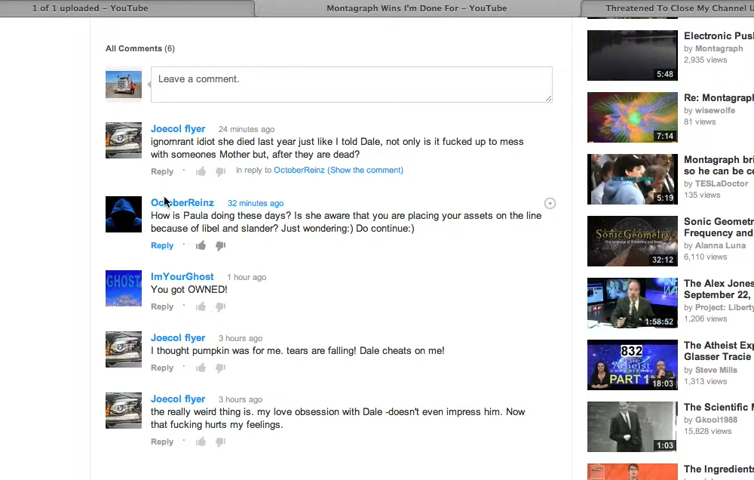 1 of 1 uploaded – YouTube
Montagraph Wins I'm Done For – YouTube
Threatened To Close My Channel
All Comments (6)
Leave a comment.
Joecol flyer 24 minutes ago
ignornrant idiot she died last year just like I told Dale, not only is it fucked up to mess
with someones Mother but, after they are dead?
Reply in reply to OctoberReinz (Show the comment)
OctoberReinz 32 minutes ago
How is Paula doing these days? Is she aware that you are placing your assets on the line
because of libel and slander? Just wondering:) Do continue:)
Reply
ImYourGhost 1 hour ago
You got OWNED!
Reply
Joecol flyer 3 hours ago
I thought pumpkin was for me. tears are falling! Dale cheats on me!
Reply
Joecol flyer 3 hours ago
the really weird thing is. my love obsession with Dale -doesn't even impress him. Now
that fucking hurts my feelings.
Reply
GHOST
Electronic Pus
by Montagraph
2,935 views
5:48
Re: Montagrap
by wisewolfe
81 views
7:14
Montagraph bri
so he can be c
by TESLaDoctor
135 views
5:19
Sonic Geometr
Frequency and
by Alanna Luna
6,110 views
SONICGEOMETRY
32:12
The Alex Jones
September 22,
by Project: Liberty
1,206 views
1:58:52
The Atheist Exp
Glasser Tracie
by Steve Mills
1,313 views
832
PART 1
18:03
The Scientific M
by Gkool1988
15,828 views
1:03
The Ingredients